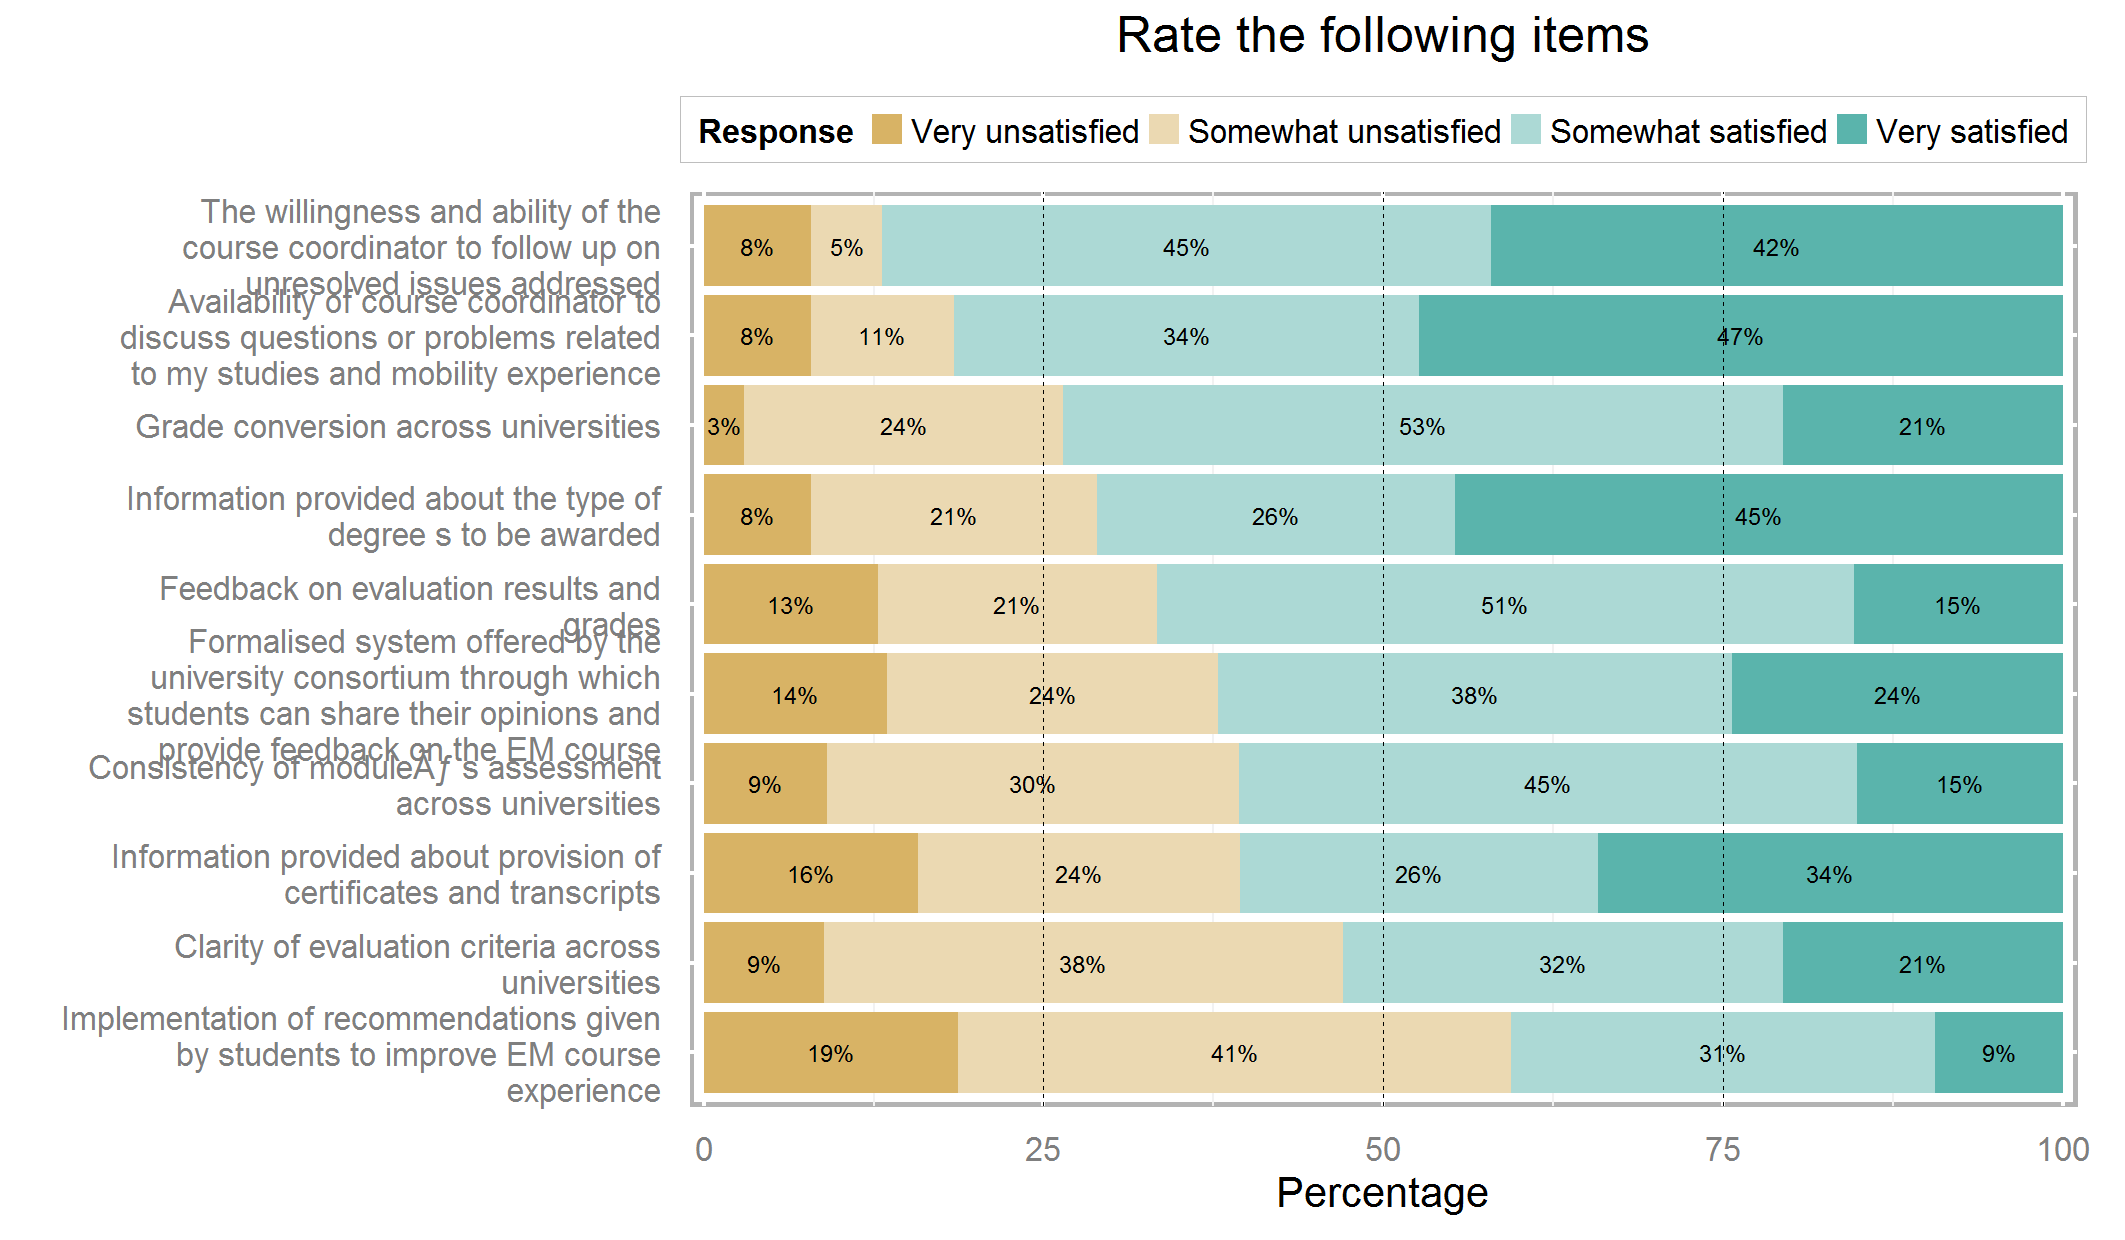 Rate the following items
Response Very unsatisfied Somewhat unsatisfied Somewhat satisfied Very satisfied
The willingness and ability of the
course coordinator to follow up on
unresolved issues addressed
8% 5% 45% 42%
Availability of course coordinator to
discuss questions or problems related
to my studies and mobility experience
8% 11% 34% 47%
Grade conversion across universities
3% 24% 53% 21%
Information provided about the type of
degree s to be awarded
8% 21% 26% 45%
Feedback on evaluation results and
grades
13% 21% 51% 15%
Formalised system offered by the
university consortium through which
students can share their opinions and
provide feedback on the EM course
14% 24% 38% 24%
Consistency of moduleÃƒ s assessment
across universities
9% 30% 45% 15%
Information provided about provision of
certificates and transcripts
16% 24% 26% 34%
Clarity of evaluation criteria across
universities
9% 38% 32% 21%
Implementation of recommendations given
by students to improve EM course
experience
19% 41% 31% 9%
0 25 50 75 100
Percentage